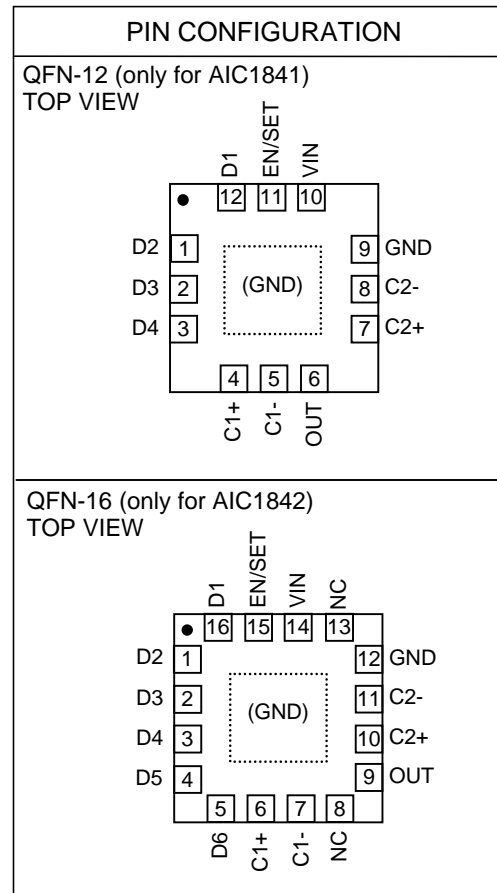 PIN CONFIGURATION
QFN-12 (only for AIC1841)
TOP VIEW
D1
EN/SET
VIN
12
11
10
D2 1
9 GND
D3 2
(GND)
8 C2-
D4 3
7 C2+
4
5
6
C1+
C1-
OUT
QFN-16 (only for AIC1842)
TOP VIEW
D1
EN/SET
VIN
NC
16
15
14
13
D2 1
12 GND
D3 2
(GND)
11 C2-
D4 3
10 C2+
D5 4
9 OUT
5
6
7
8
D6
C1+
C1-
NC